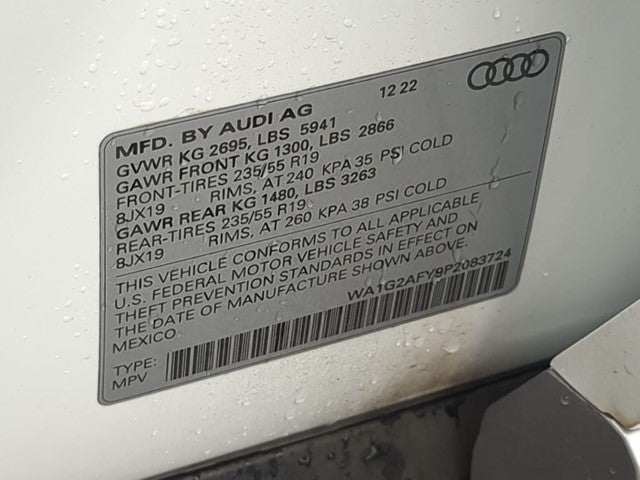 MFD. BY AUDI AG 12 22
GVWR KG 2695, LBS 5941
GAWR FRONT KG 1300, LBS 2866
FRONT-TIRES 235/55 R19
8JX19 RIMS, AT 240 KPA 35 PSI COLD
GAWR REAR KG 1480, LBS 3263
REAR-TIRES 235/55 R19
8JX19 RIMS, AT 260 KPA 38 PSI COLD
THIS VEHICLE CONFORMS TO ALL APPLICABLE
U.S. FEDERAL MOTOR VEHICLE SAFETY AND
THEFT PREVENTION STANDARDS IN EFFECT ON
THE DATE OF MANUFACTURE SHOWN ABOVE.
MEXICO
WA1G2AFY9P2083724
TYPE:
MPV